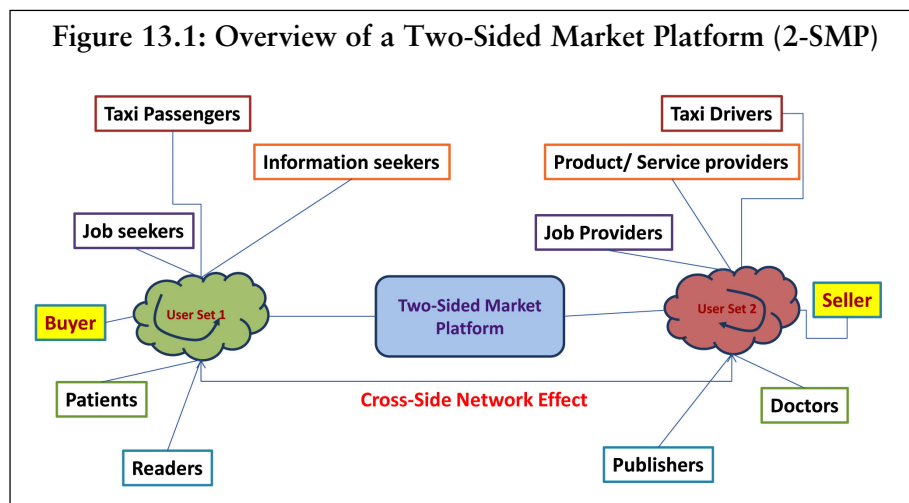 Figure 13.1: Overview of a Two-Sided Market Platform (2-SMP)
Taxi Passengers
Taxi Drivers
Information seekers
Product/ Service providers
Job seekers
Job Providers
Buyer
User Set 1
Two-Sided Market
Platform
User Set 2
Seller
Patients
Cross-Side Network Effect
Doctors
Readers
Publishers